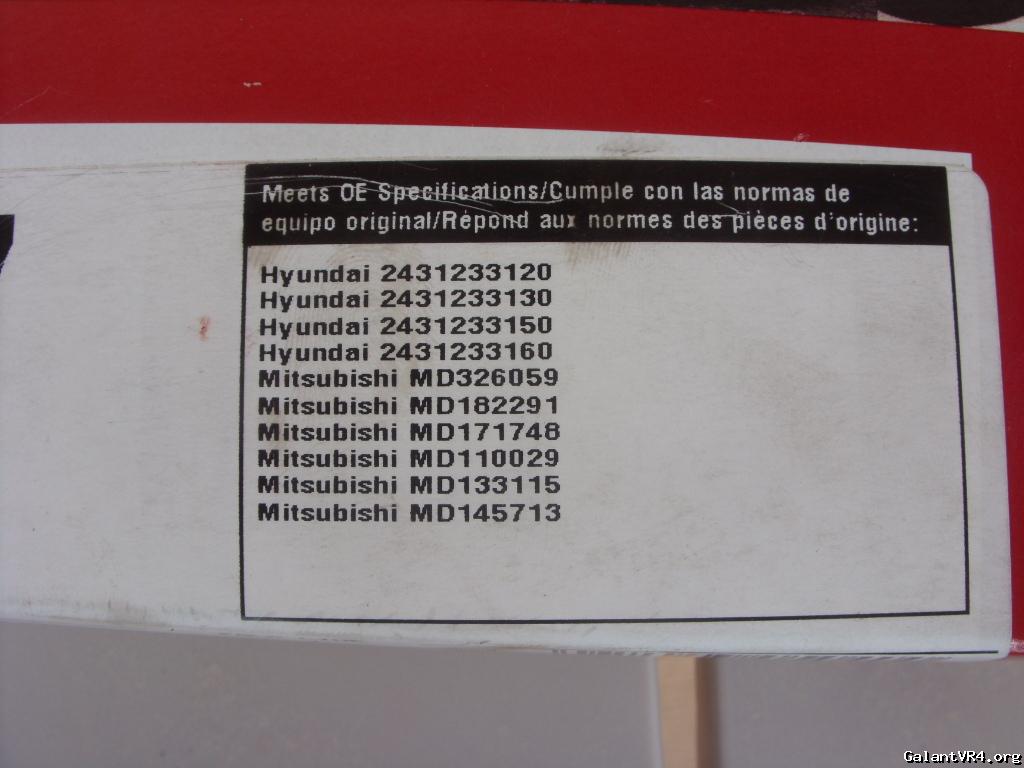 Meets OE Specifications/Cumple con las normas de
equipo original/Répond aux normes des pièces d'origine:
Hyundai 2431233120
Hyundai 2431233130
Hyundai 2431233150
Hyundai 2431233160
Mitsubishi MD326059
Mitsubishi MD182291
Mitsubishi MD171748
Mitsubishi MD110029
Mitsubishi MD133115
Mitsubishi MD145713
GalantVR4.org